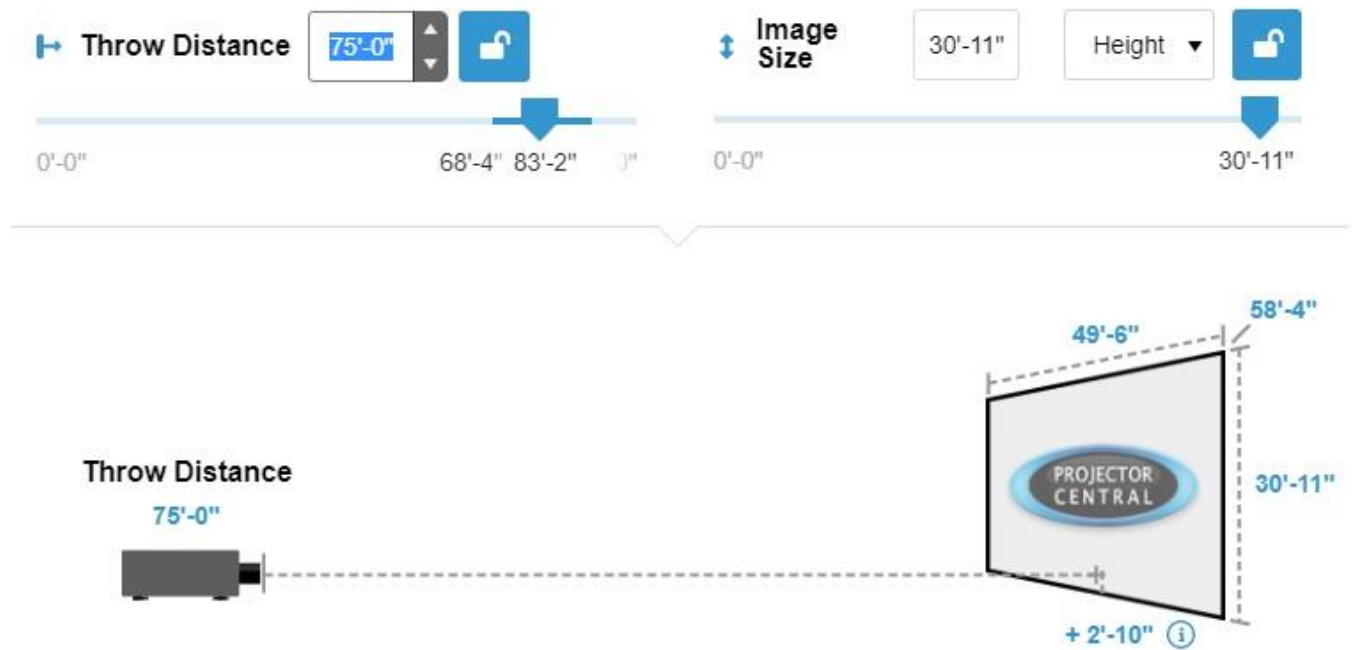 Throw Distance 75'-0"
Image Size 30'-11" Height
0'-0" 68'-4" 83'-2" 0'-0" 30'-11"
58'-4"
49'-6"
Throw Distance
75'-0"
PROJECTOR
CENTRAL
30'-11"
+ 2'-10"